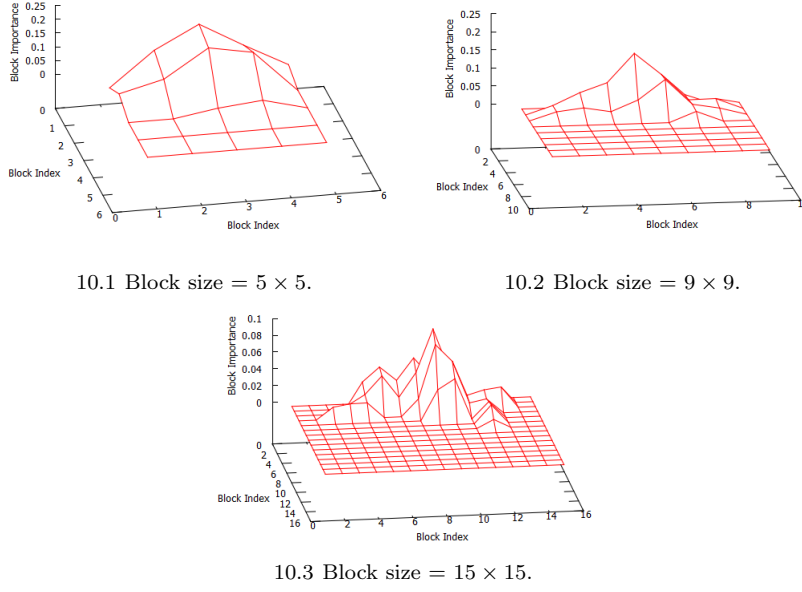 Block Importance
0.25
0.2
0.15
0.1
0.05
0
0
1
2
3
4
5
6
Block Index
0 1 2 3 4 5 6
Block Index
Block Importance
0.25
0.2
0.15
0.1
0.05
0
0
2
4
6
8
10
Block Index
0 2 4 6 8 1
Block Index
10.1 Block size = 5 × 5.
10.2 Block size = 9 × 9.
Block Importance
0.1
0.08
0.06
0.04
0.02
0
0
2
4
6
8
10
12
14
16
Block Index
0 2 4 6 8 10 12 14 16
Block Index
10.3 Block size = 15 × 15.